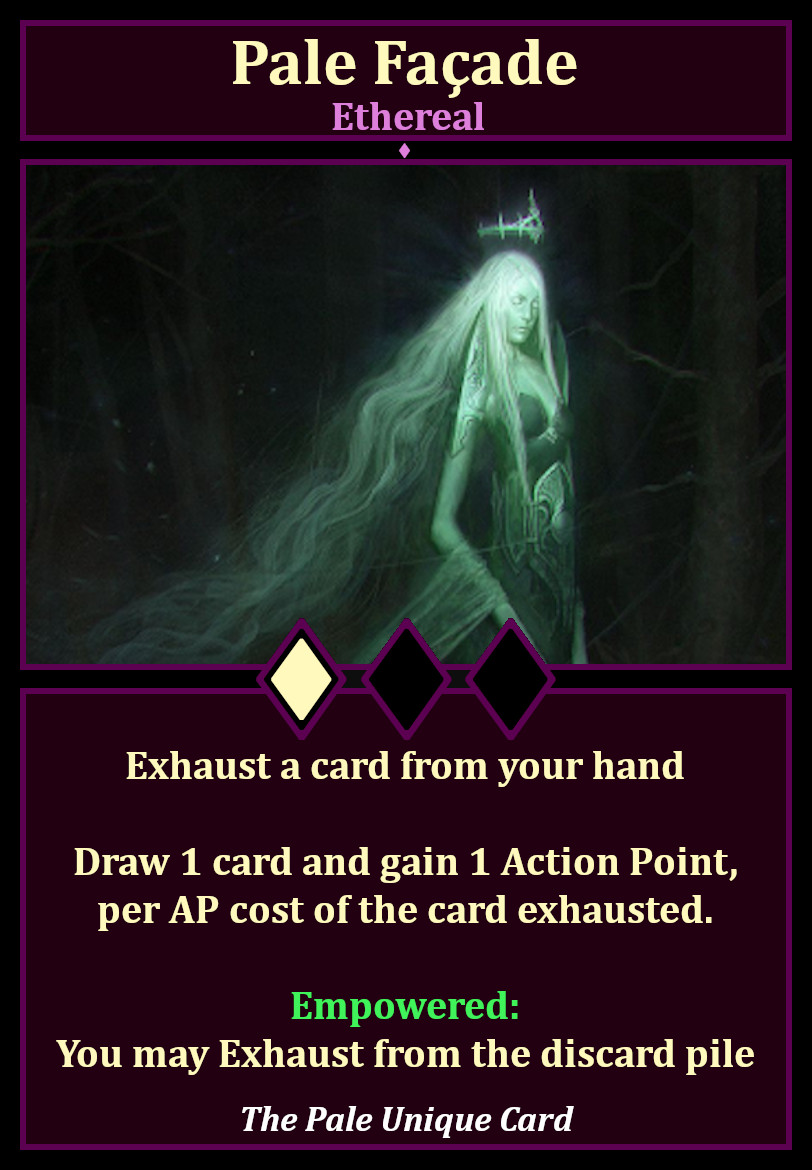 Pale Façade
Ethereal
Exhaust a card from your hand
Draw 1 card and gain 1 Action Point,
per AP cost of the card exhausted.
Empowered:
You may Exhaust from the discard pile
The Pale Unique Card